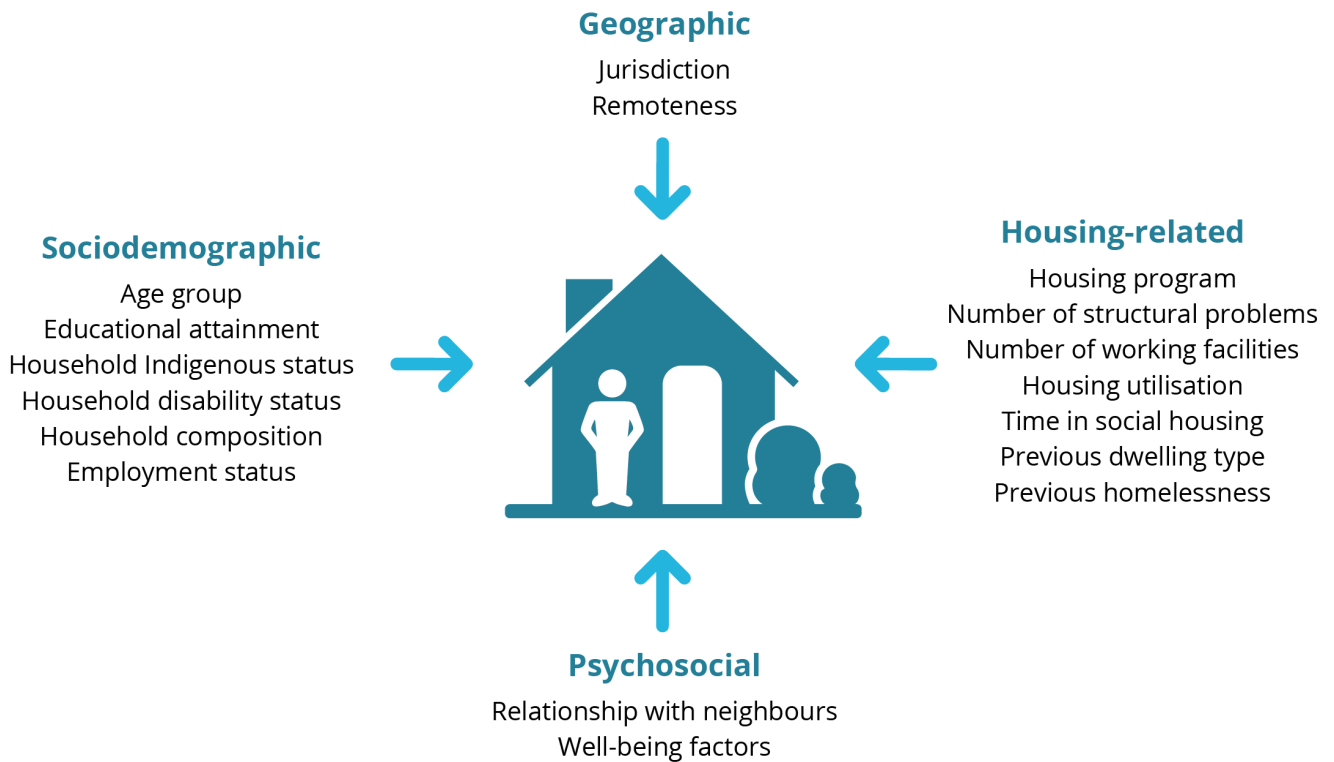 Geographic
Jurisdiction
Remoteness
Sociodemographic
Age group
Educational attainment
Household Indigenous status
Household disability status
Household composition
Employment status
Housing-related
Housing program
Number of structural problems
Number of working facilities
Housing utilisation
Time in social housing
Previous dwelling type
Previous homelessness
Psychosocial
Relationship with neighbours
Well-being factors